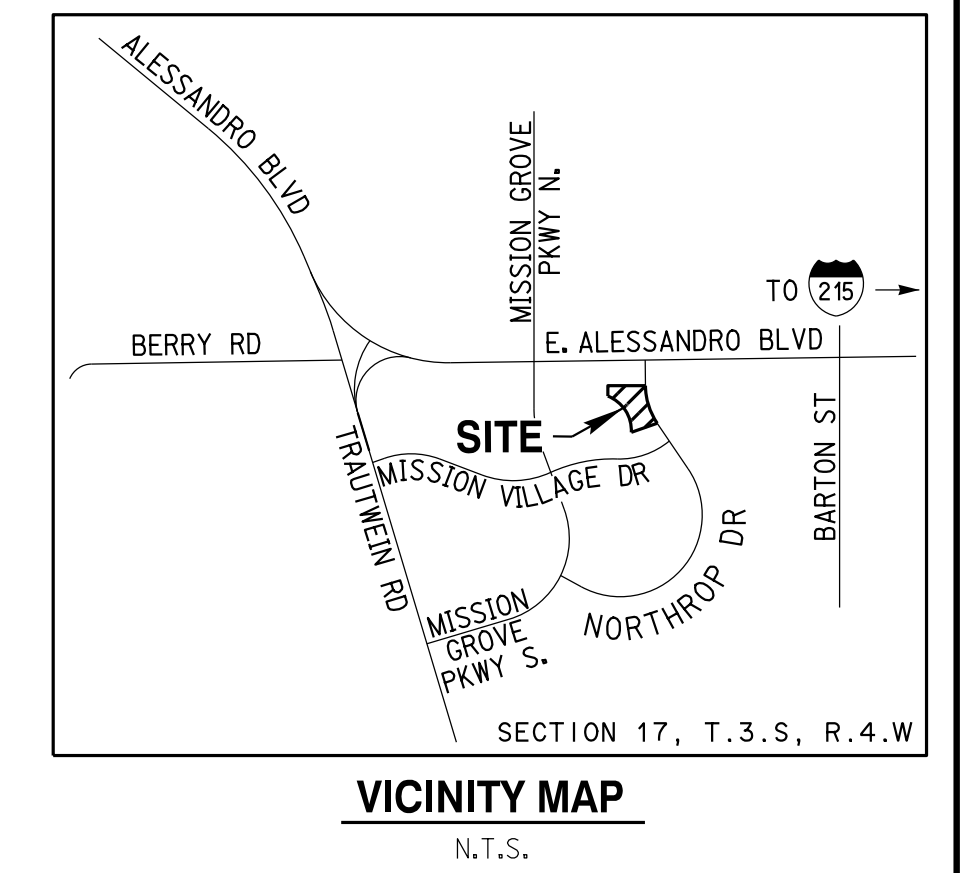 ALESSANDRO BLVD
MISSION GROVE
PKWY N.
TO 215
BERRY RD
E. ALESSANDRO BLVD
SITE
TRAUTWEIN RD
MISSION VILLAGE DR
BARTON ST
NORTHROP DR
MISSION
GROVE
PKWY S.
SECTION 17, T.3.S, R.4.W
VICINITY MAP
N.T.S.